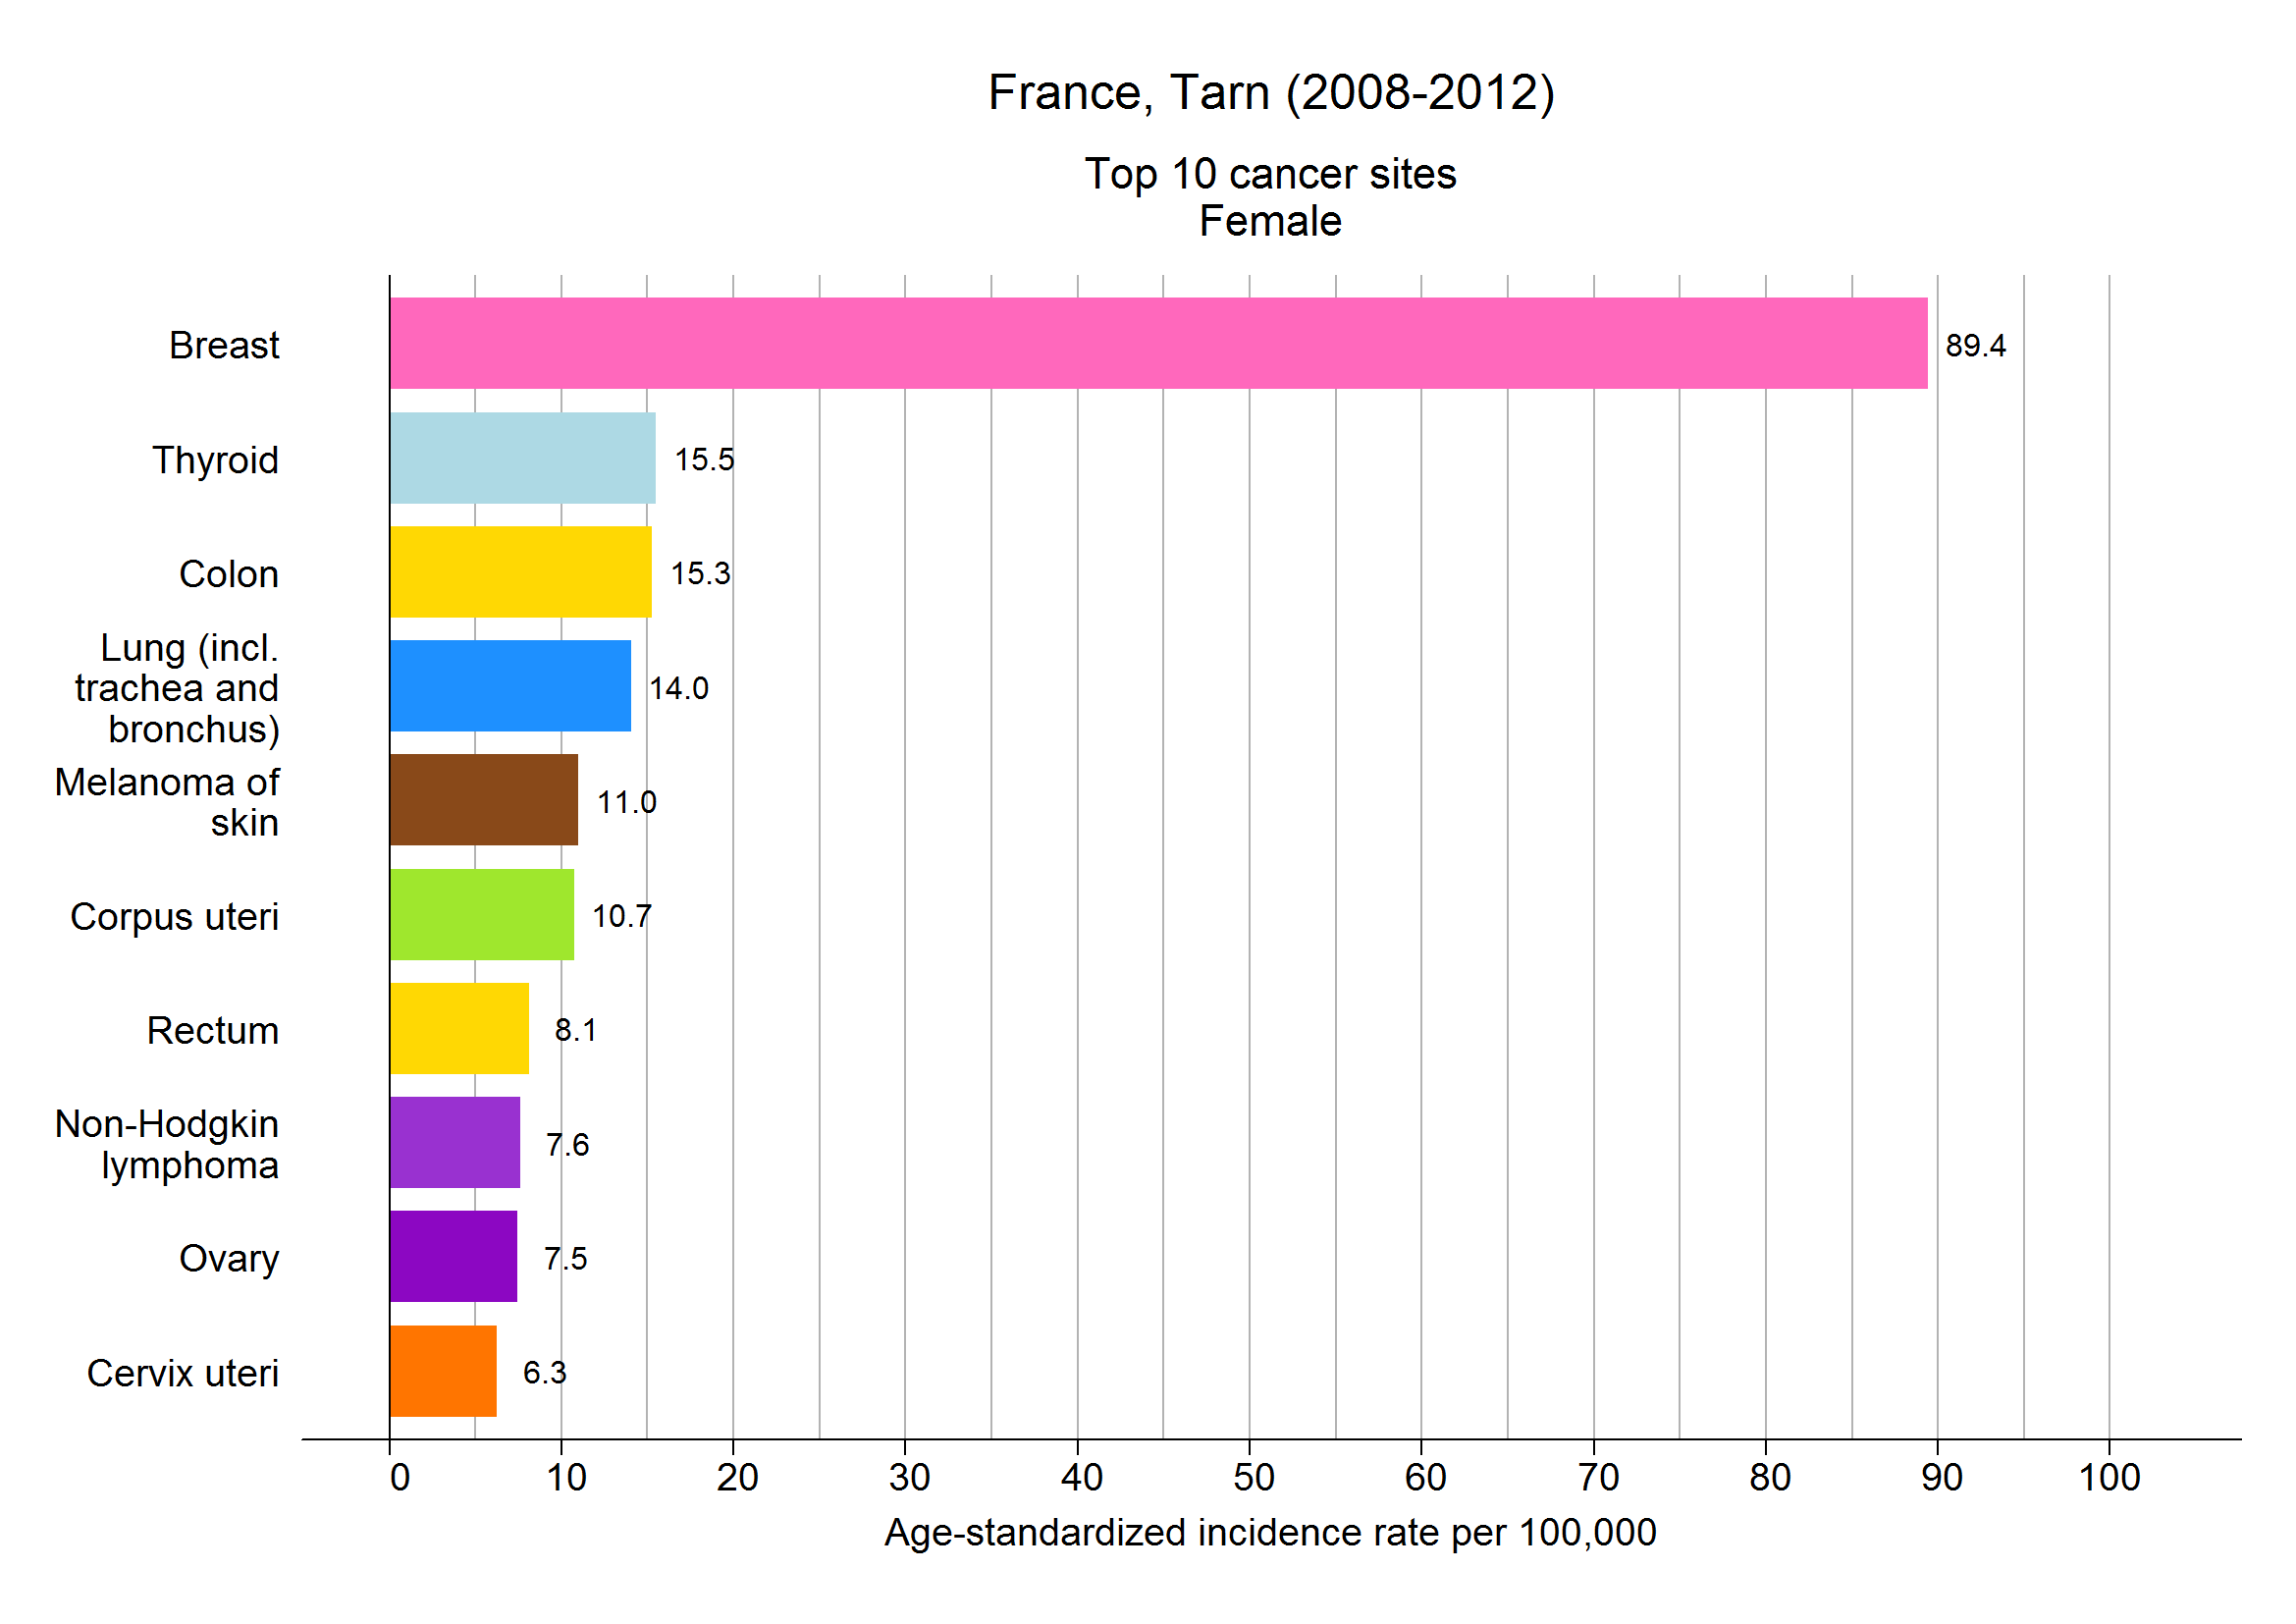 France, Tarn (2008-2012)
Top 10 cancer sites
Female
Breast
89.4
Thyroid
15.5
Colon
15.3
Lung (incl.
trachea and
bronchus)
14.0
Melanoma of
skin
11.0
Corpus uteri
10.7
Rectum
8.1
Non-Hodgkin
lymphoma
7.6
Ovary
7.5
Cervix uteri
6.3
0 10 20 30 40 50 60 70 80 90 100
Age-standardized incidence rate per 100,000